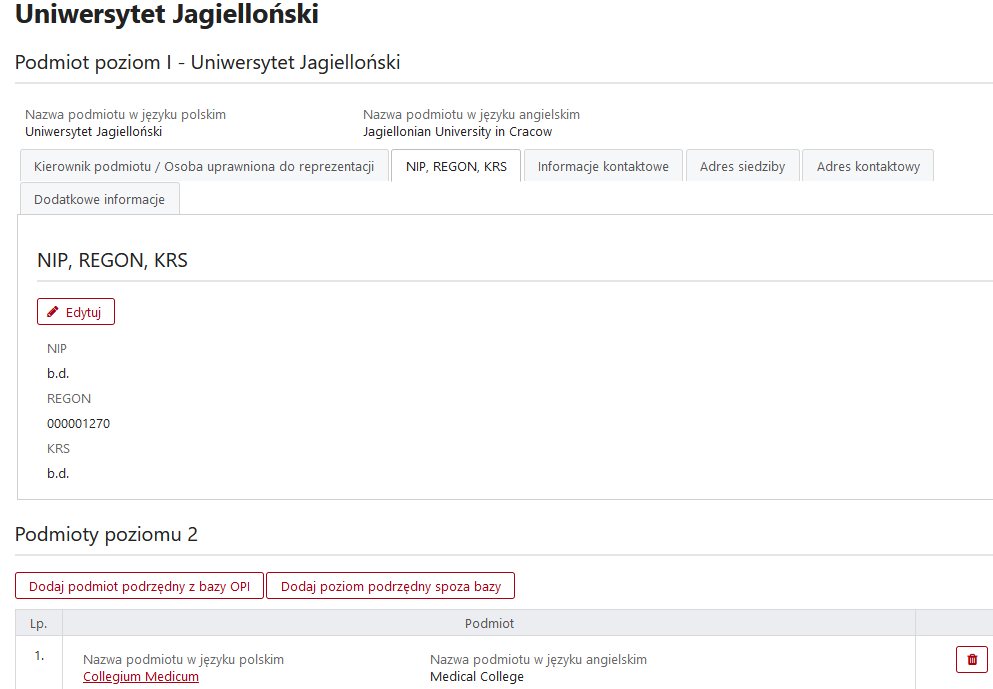 Uniwersytet Jagielloński
Podmiot poziom I - Uniwersytet Jagielloński
Nazwa podmiotu w języku polskim
Uniwersytet Jagielloński
Nazwa podmiotu w języku angielskim
Jagiellonian University in Cracow
Kierownik podmiotu / Osoba uprawniona do reprezentacji
NIP, REGON, KRS
Informacje kontaktowe
Adres siedziby
Adres kontaktowy
Dodatkowe informacje
NIP, REGON, KRS
Edytuj
NIP
b.d.
REGON
000001270
KRS
b.d.
Podmioty poziomu 2
Dodaj podmiot podrzędny z bazy OPI
Dodaj poziom podrzędny spoza bazy
Lp.
Podmiot
1.
Nazwa podmiotu w języku polskim
Collegium Medicum
Nazwa podmiotu w języku angielskim
Medical College